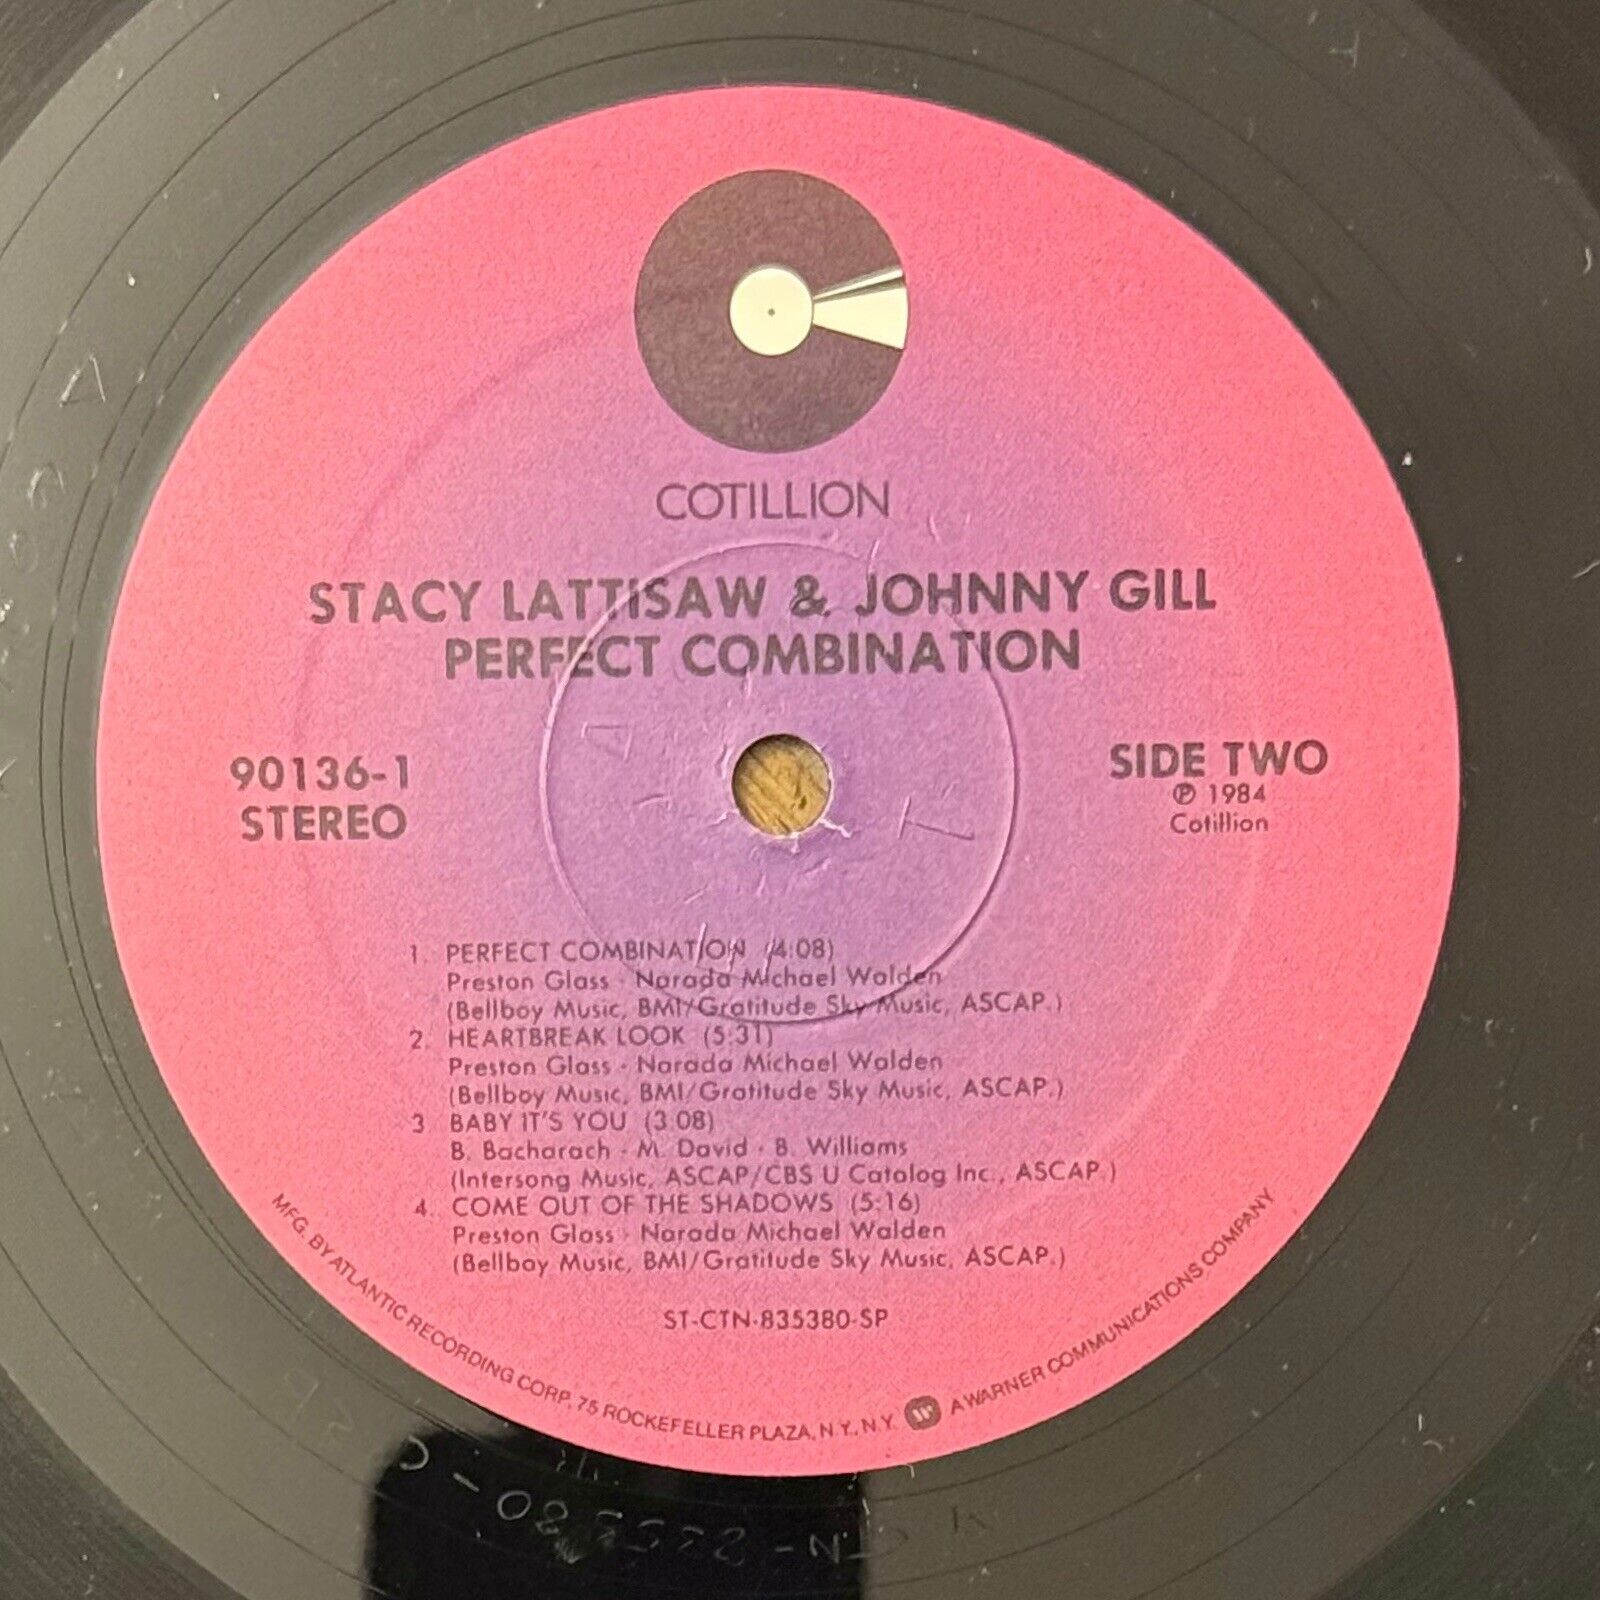 COTILLION
STACY LATTISAW & JOHNNY GILL
PERFECT COMBINATION
90136-1
STEREO
SIDE TWO
℗ 1984
Cotillion
1. PERFECT COMBINATION (4:08)
Preston Glass · Narada Michael Walden
(Bellboy Music, BMI/Gratitude Sky Music, ASCAP.)
2. HEARTBREAK LOOK (5:31)
Preston Glass · Narada Michael Walden
(Bellboy Music, BMI/Gratitude Sky Music, ASCAP.)
3 BABY IT'S YOU (3:08)
B. Bacharach · M. David · B. Williams
(Intersong Music, ASCAP/CBS U Catalog Inc., ASCAP.)
4. COME OUT OF THE SHADOWS (5:16)
Preston Glass · Narada Michael Walden
(Bellboy Music, BMI/Gratitude Sky Music, ASCAP.)
ST-CTN-835380-SP
MFG. BY ATLANTIC RECORDING CORP., 75 ROCKEFELLER PLAZA, N.Y., N.Y. A WARNER COMMUNICATIONS COMPANY